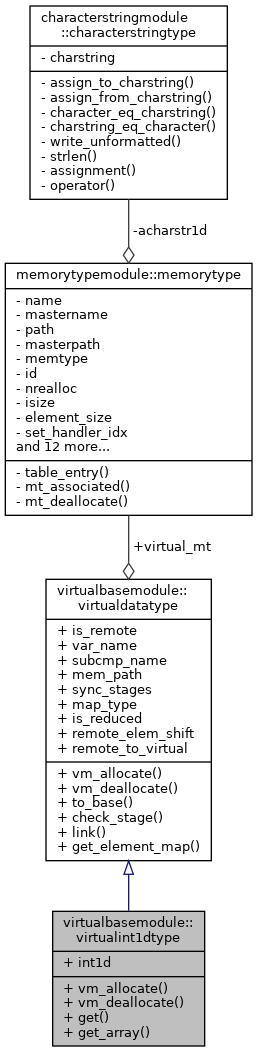 characterstringmodule
::characterstringtype
- charstring
- assign_to_charstring()
- assign_from_charstring()
- character_eq_charstring()
- charstring_eq_character()
- write_unformatted()
- strlen()
- assignment()
- operator()
-acharstr1d
memorytypemodule::memorytype
- name
- mastername
- path
- masterpath
- memtype
- id
- nrealloc
- isize
- element_size
- set_handler_idx
and 12 more...
- table_entry()
- mt_associated()
- mt_deallocate()
+virtual_mt
virtualbasemodule::
virtualdatatype
+ is_remote
+ var_name
+ subcmp_name
+ mem_path
+ sync_stages
+ map_type
+ is_reduced
+ remote_elem_shift
+ remote_to_virtual
+ vm_allocate()
+ vm_deallocate()
+ to_base()
+ check_stage()
+ link()
+ get_element_map()
virtualbasemodule::
virtualint1dtype
+ int1d
+ vm_allocate()
+ vm_deallocate()
+ get()
+ get_array()